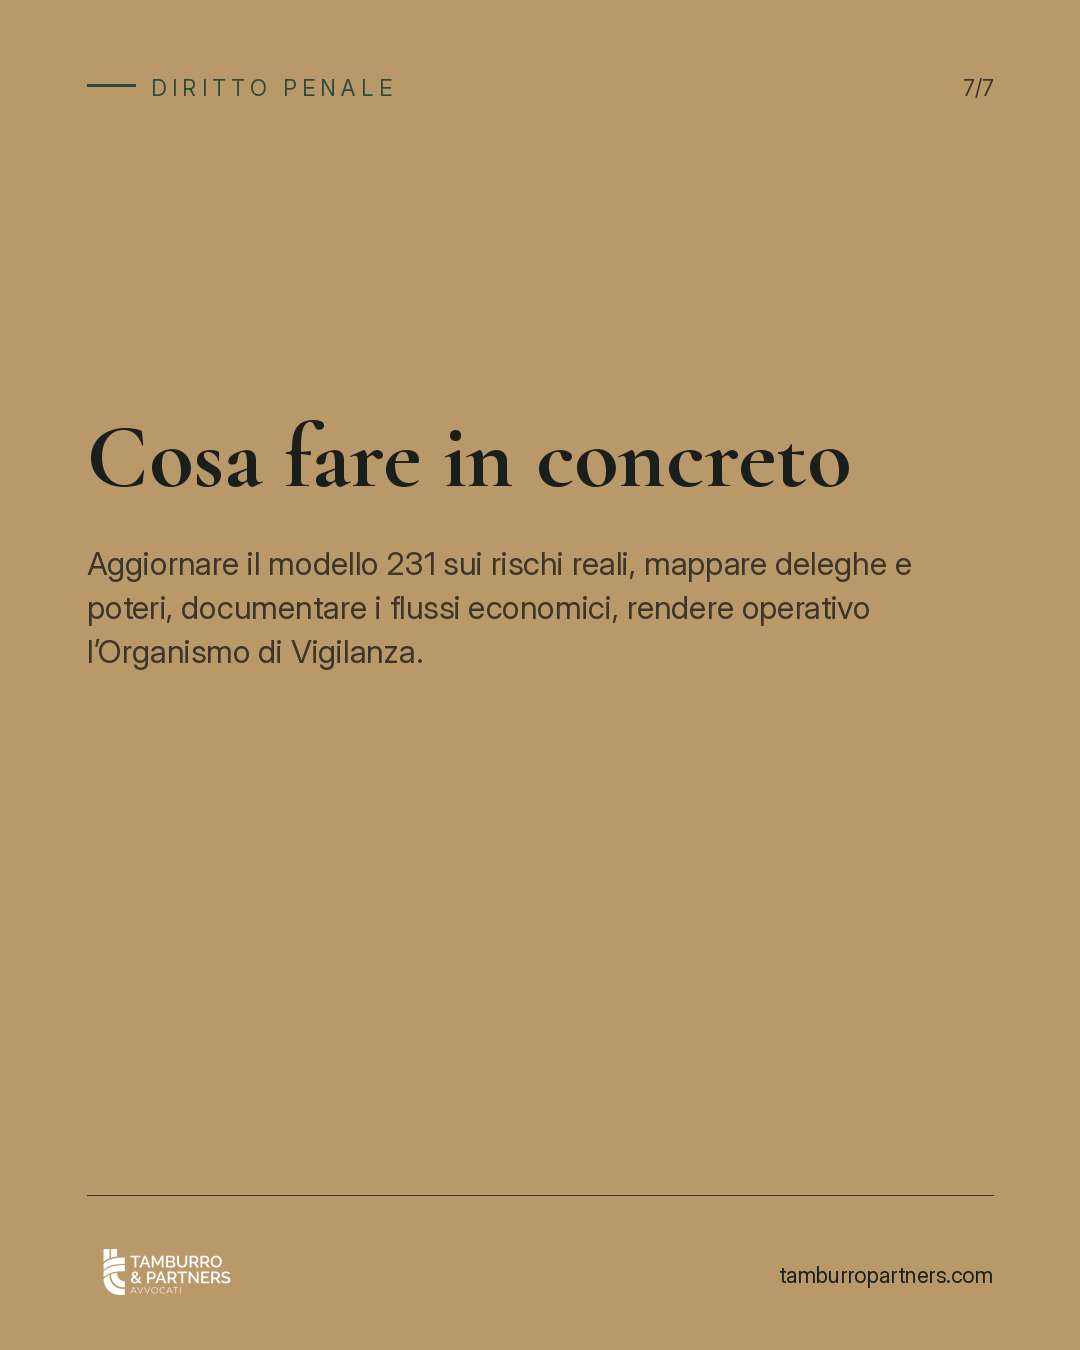 DIRITTO PENALE
7/7
Cosa fare in concreto
Aggiornare il modello 231 sui rischi reali, mappare deleghe e
poteri, documentare i flussi economici, rendere operativo
l’Organismo di Vigilanza.
TAMBURRO
& PARTNERS
AVVOCATI
tamburropartners.com